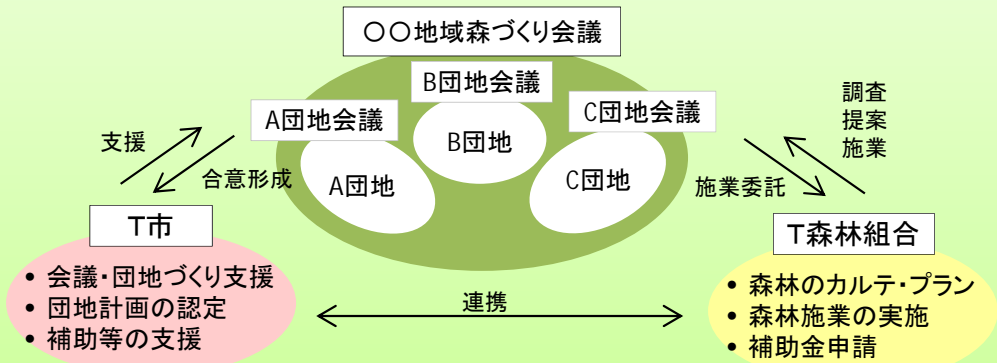 〇〇地域森づくり会議
B団地会議
A団地会議
C団地会議
B団地
A団地
C団地
支援
合意形成
調査
提案
施業
施業委託
T市
• 会議・団地づくり支援
• 団地計画の認定
• 補助等の支援
連携
T森林組合
• 森林のカルテ・プラン
• 森林施業の実施
• 補助金申請